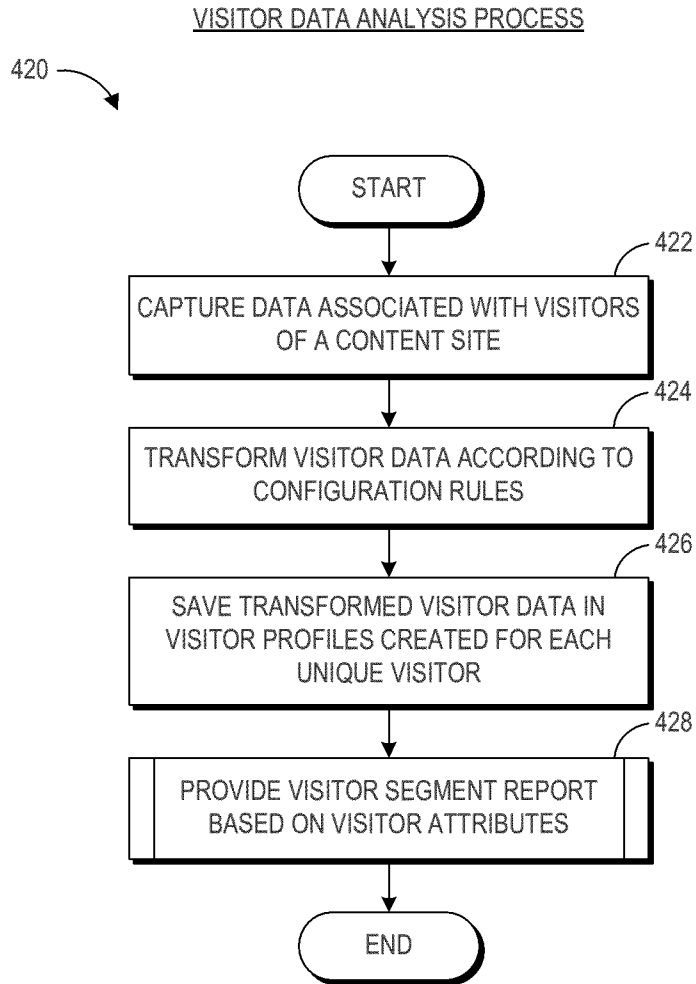 VISITOR DATA ANALYSIS PROCESS
420
START
422
CAPTURE DATA ASSOCIATED WITH VISITORS
OF A CONTENT SITE
424
TRANSFORM VISITOR DATA ACCORDING TO
CONFIGURATION RULES
426
SAVE TRANSFORMED VISITOR DATA IN
VISITOR PROFILES CREATED FOR EACH
UNIQUE VISITOR
428
PROVIDE VISITOR SEGMENT REPORT
BASED ON VISITOR ATTRIBUTES
END